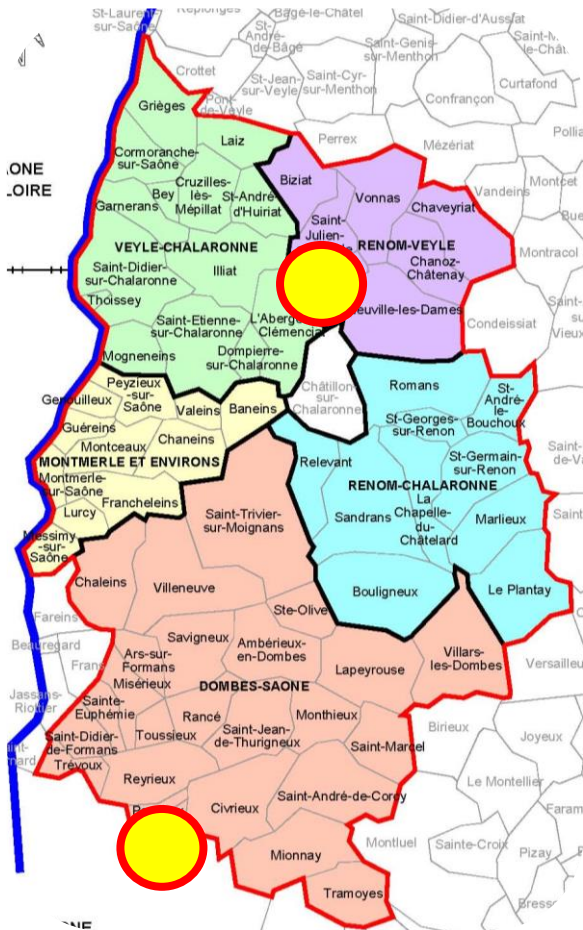 St-Laurent-
sur-Saône
Replonges
Bâgé-le-Châtel
St-
André-
de-Bâgé
Saint-Didier-
d'Aussiat
Saint-Genis-
sur-Menthon
Crottet
St-Jean-
sur-Veyle
Saint-Cyr-
sur-Menthon
Curtafond
Confrançon
Grièges
Pont-
de-Veyle
Perrex
Mézériat
Laiz
Cormoranche-
sur-Saône
Biziat
Vonnas
Vandeins
Montcet
Chaveyriat
Bey
Cruzilles-
lès-
Mépillat
St-André-
d'Huiriat
Garnerans
Saint-
Julien-
VEYLE-CHALARONNE
RENOM-VEYLE
Montracol
Chanoz-
Châtenay
Saint-Didier-
sur-Chalaronne
Illiat
Thoissey
Condeissiat
Saint-Etienne-
sur-Chalaronne
Clémenciat
Mogneneins
Dompierre-
sur-Chalaronne
Châtillon-
sur-
Chalaronne
Romans
St-
André-
le-
Bouchoux
Peyzieux
-sur-
Saône
Genouilleux
Valeins
Baneins
St-Georges-
sur-Renon
Guéreins
Montceaux
Chaneins
St-Germain-
sur-Renon
MONTMERLE ET ENVIRONS
Relevant
RENOM-CHALARONNE
Montmerle-
sur-Saône
Francheleins
Lurcy
Saint-Trivier-
sur-Moignans
Sandrans
La
Chapelle-
du-
Châtelard
Marlieux
Messimy
-sur-
Saône
Chaleins
Villeneuve
Bouligneux
Le Plantay
Ste-Olive
Fareins
Beauregard
Savigneux
Ambérieux-
en-Dombes
Villars-
les-Dombes
Ars-sur-
Formans
Misérieux
Lapeyrouse
Versailleux
DOMBES-SAONE
Jassans-
Riottier
Sainte-
Euphémie
Rancé
Monthieux
Birieux
Joyeux
Toussieux
Saint-Jean-
de-Thurigneux
Saint-Marcel
Saint-Didier-
de-Formans
Trévoux
Reyrieux
Saint-André-de-Corcy
Le Montellier
Civrieux
Montluel
Sainte-Croix
Pizay
Mionnay
Tramoyes